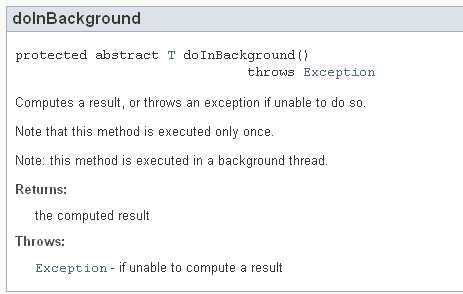 doInBackground
protected abstract T doInBackground()
throws Exception
Computes a result, or throws an exception if unable to do so.
Note that this method is executed only once.
Note: this method is executed in a background thread.
Returns:
the computed result
Throws:
Exception - if unable to compute a result